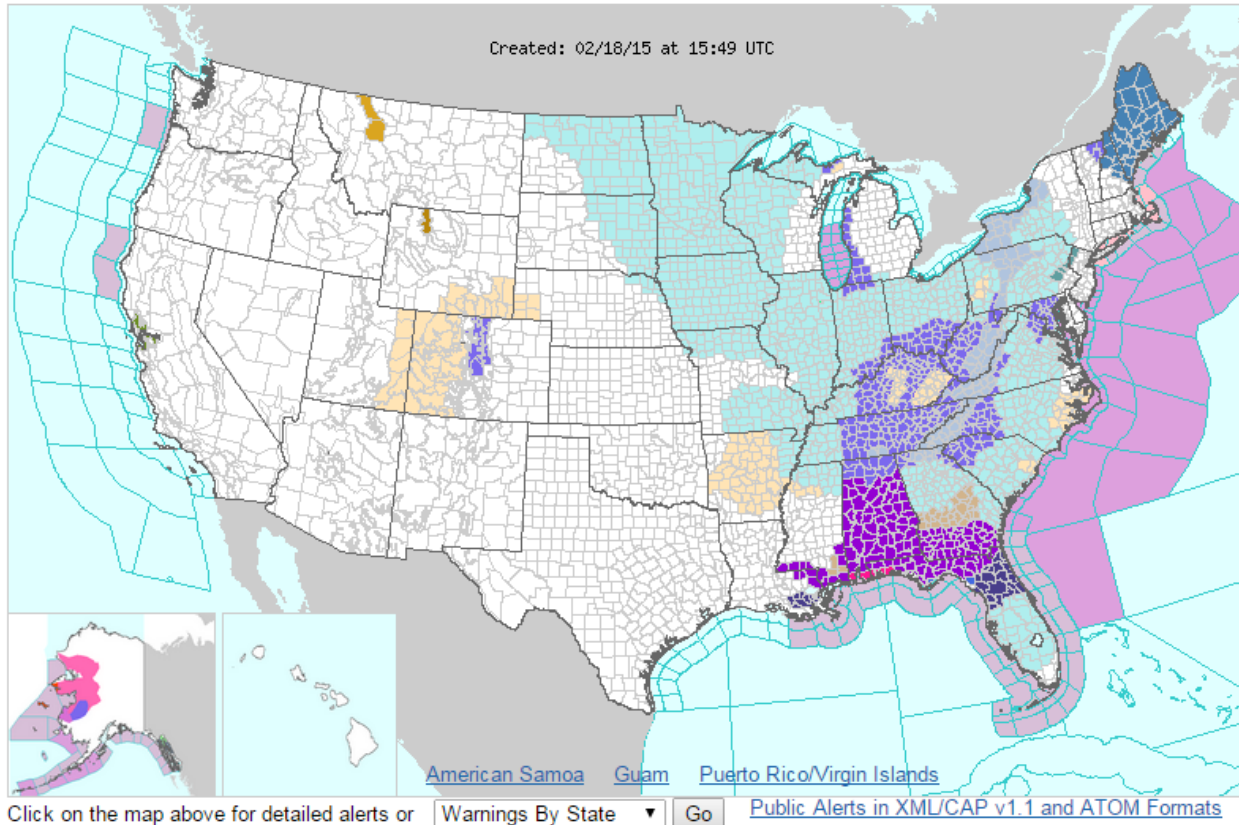 Created: 02/18/15 at 15:49 UTC
American Samoa Guam Puerto Rico/Virgin Islands
Click on the map above for detailed alerts or Warnings By State ▼ Go Public Alerts in XML/CAP v1.1 and ATOM Formats